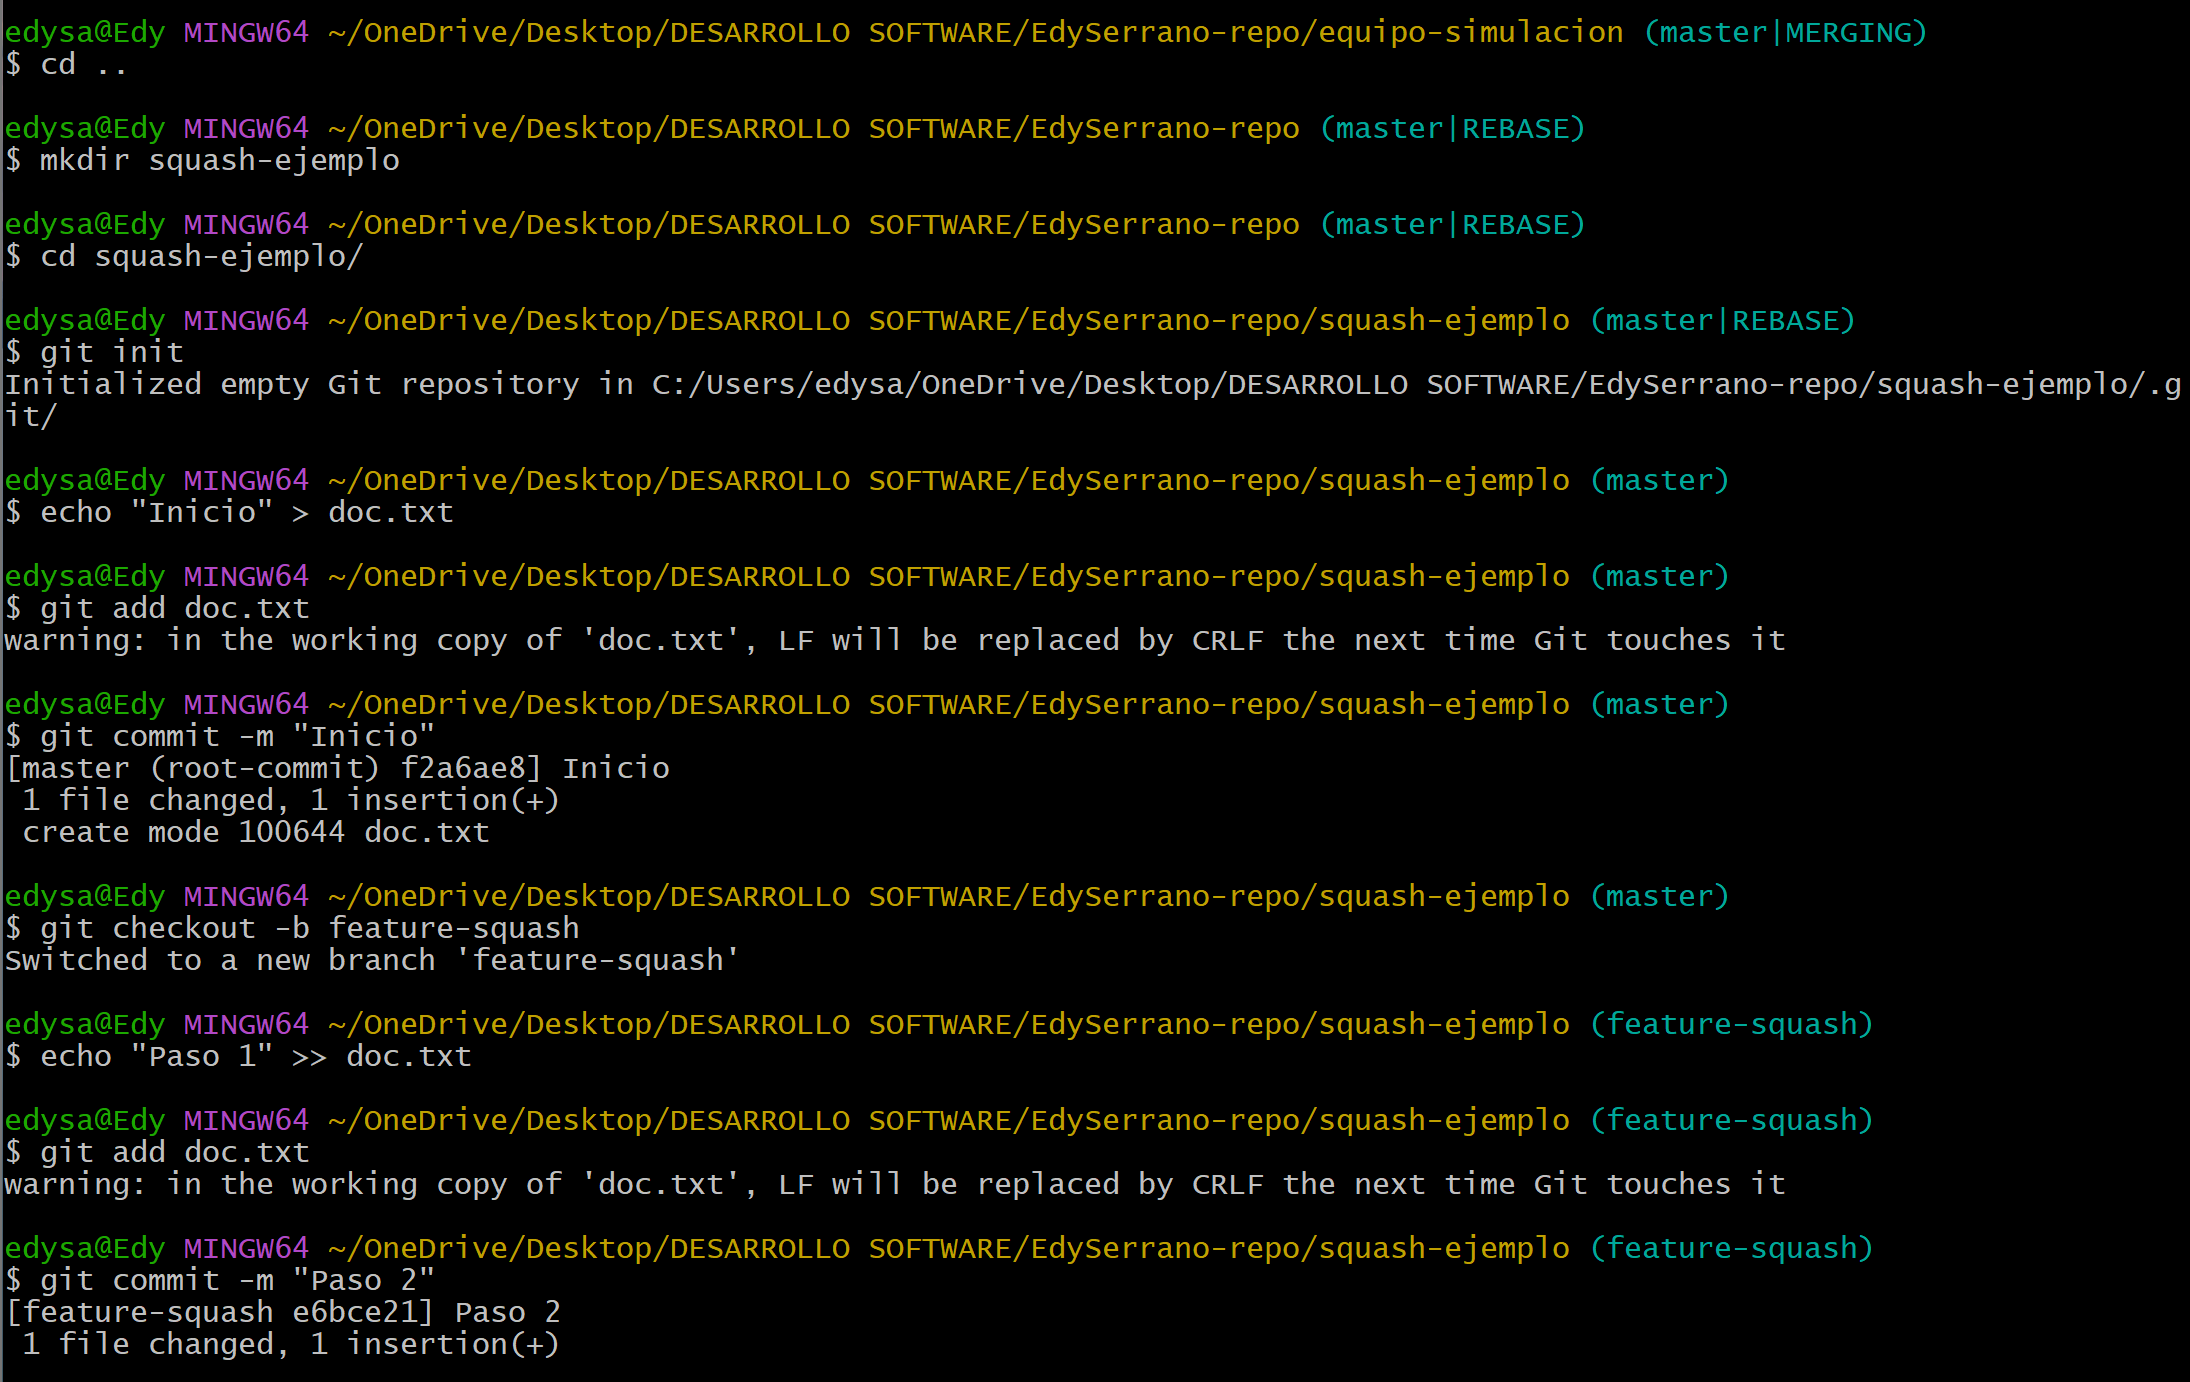 edysa@Edy MINGW64 ~/OneDrive/Desktop/DESARROLLO SOFTWARE/EdySerrano-repo/equipo-simulacion (master|MERGING)
$ cd ..
edysa@Edy MINGW64 ~/OneDrive/Desktop/DESARROLLO SOFTWARE/EdySerrano-repo (master|REBASE)
$ mkdir squash-ejemplo
edysa@Edy MINGW64 ~/OneDrive/Desktop/DESARROLLO SOFTWARE/EdySerrano-repo (master|REBASE)
$ cd squash-ejemplo/
edysa@Edy MINGW64 ~/OneDrive/Desktop/DESARROLLO SOFTWARE/EdySerrano-repo/squash-ejemplo (master|REBASE)
$ git init
Initialized empty Git repository in C:/Users/edysa/OneDrive/Desktop/DESARROLLO SOFTWARE/EdySerrano-repo/squash-ejemplo/.g
it/
edysa@Edy MINGW64 ~/OneDrive/Desktop/DESARROLLO SOFTWARE/EdySerrano-repo/squash-ejemplo (master)
$ echo "Inicio" > doc.txt
edysa@Edy MINGW64 ~/OneDrive/Desktop/DESARROLLO SOFTWARE/EdySerrano-repo/squash-ejemplo (master)
$ git add doc.txt
warning: in the working copy of 'doc.txt', LF will be replaced by CRLF the next time Git touches it
edysa@Edy MINGW64 ~/OneDrive/Desktop/DESARROLLO SOFTWARE/EdySerrano-repo/squash-ejemplo (master)
$ git commit -m "Inicio"
[master (root-commit) f2a6ae8] Inicio
 1 file changed, 1 insertion(+)
 create mode 100644 doc.txt
edysa@Edy MINGW64 ~/OneDrive/Desktop/DESARROLLO SOFTWARE/EdySerrano-repo/squash-ejemplo (master)
$ git checkout -b feature-squash
Switched to a new branch 'feature-squash'
edysa@Edy MINGW64 ~/OneDrive/Desktop/DESARROLLO SOFTWARE/EdySerrano-repo/squash-ejemplo (feature-squash)
$ echo "Paso 1" >> doc.txt
edysa@Edy MINGW64 ~/OneDrive/Desktop/DESARROLLO SOFTWARE/EdySerrano-repo/squash-ejemplo (feature-squash)
$ git add doc.txt
warning: in the working copy of 'doc.txt', LF will be replaced by CRLF the next time Git touches it
edysa@Edy MINGW64 ~/OneDrive/Desktop/DESARROLLO SOFTWARE/EdySerrano-repo/squash-ejemplo (feature-squash)
$ git commit -m "Paso 2"
[feature-squash e6bce21] Paso 2
 1 file changed, 1 insertion(+)